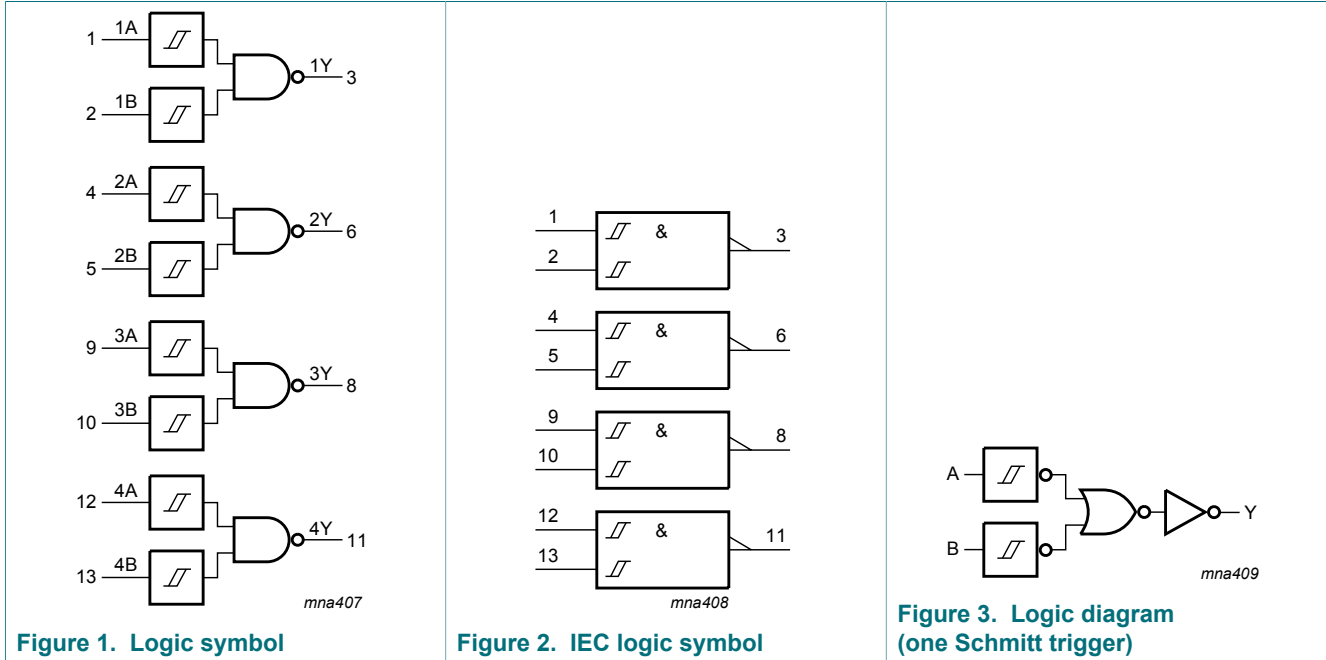 1A
1
1Y
3
1B
2
2A
4
2Y
6
2B
5
3A
9
3Y
8
3B
10
4A
12
4Y
11
4B
13
mna407
Figure 1. Logic symbol
1
&
3
2
4
&
6
5
9
&
8
10
12
&
11
13
mna408
Figure 2. IEC logic symbol
A
Y
B
mna409
Figure 3. Logic diagram
(one Schmitt trigger)